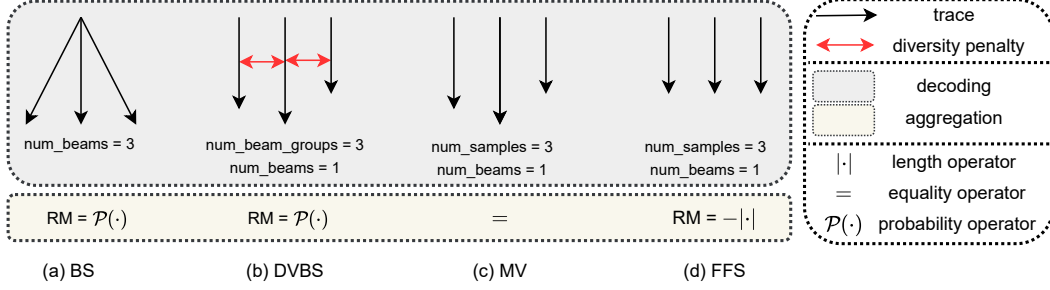 num_beams = 3
num_beam_groups = 3
num_beams = 1
num_samples = 3
num_beams = 1
num_samples = 3
num_beams = 1
RM = 𝒫(·)
RM = 𝒫(·)
=
RM = −|·|
(a) BS
(b) DVBS
(c) MV
(d) FFS
trace
diversity penalty
decoding
aggregation
|·| length operator
= equality operator
𝒫(·) probability operator